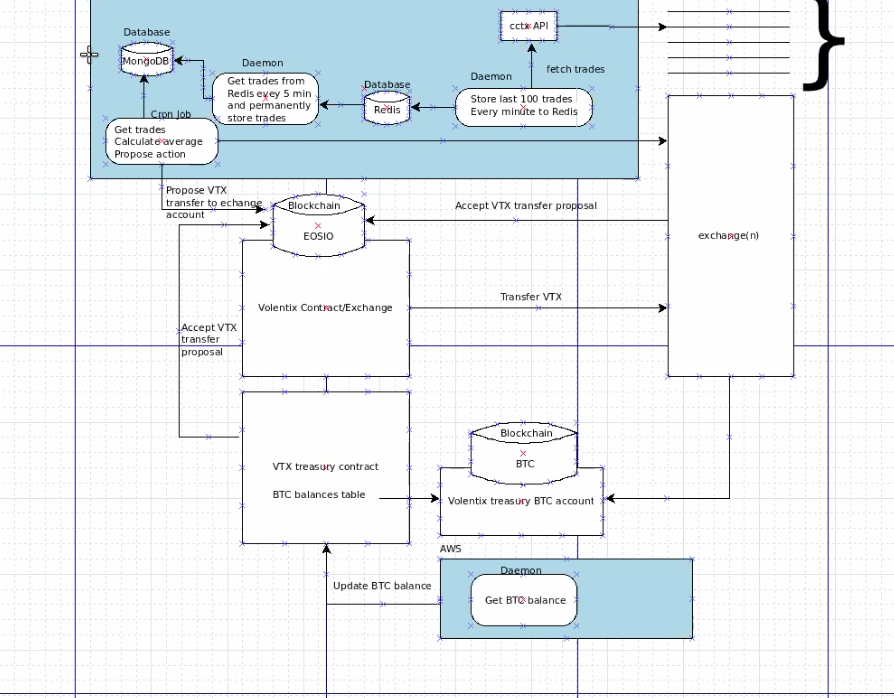 cctx API
Database
MongoDB
Daemon
Get trades from
Redis evey 5 min
and permanently
store trades
Database
Redis
Daemon
fetch trades
Store last 100 trades
Every minute to Redis
Cron Job
Get trades
Calculate average
Propose action
Propose VTX
transfer to echange
account
Blockchain
EOSIO
Accept VTX transfer proposal
exchange(n)
Volentix Contract/Exchange
Transfer VTX
Accept VTX
transfer
proposal
VTX treasury contract
BTC balances table
Blockchain
BTC
Volentix treasury BTC account
AWS
Daemon
Get BTC balance
Update BTC balance
}